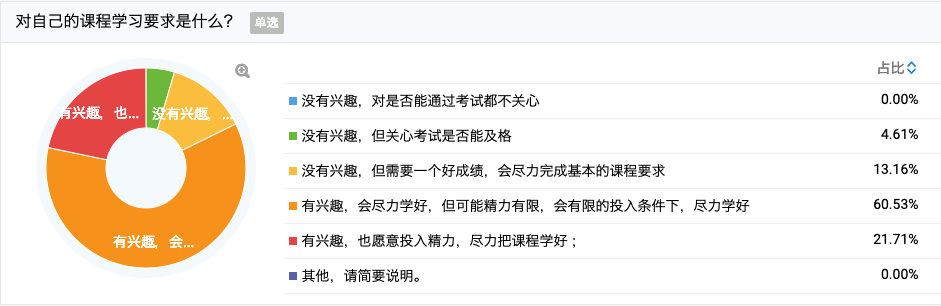 对自己的课程学习要求是什么? 单选
占比
没有兴趣，对是否能通过考试都不关心 0.00%
没有兴趣，但关心考试是否能及格 4.61%
没有兴趣，但需要一个好成绩，会尽力完成基本的课程要求 13.16%
有兴趣，会尽力学好，但可能精力有限，会有限的投入条件下，尽力学好 60.53%
有兴趣，也愿意投入精力，尽力把课程学好； 21.71%
其他，请简要说明。 0.00%
有兴趣，也...
没有兴趣，...
有兴趣，会...